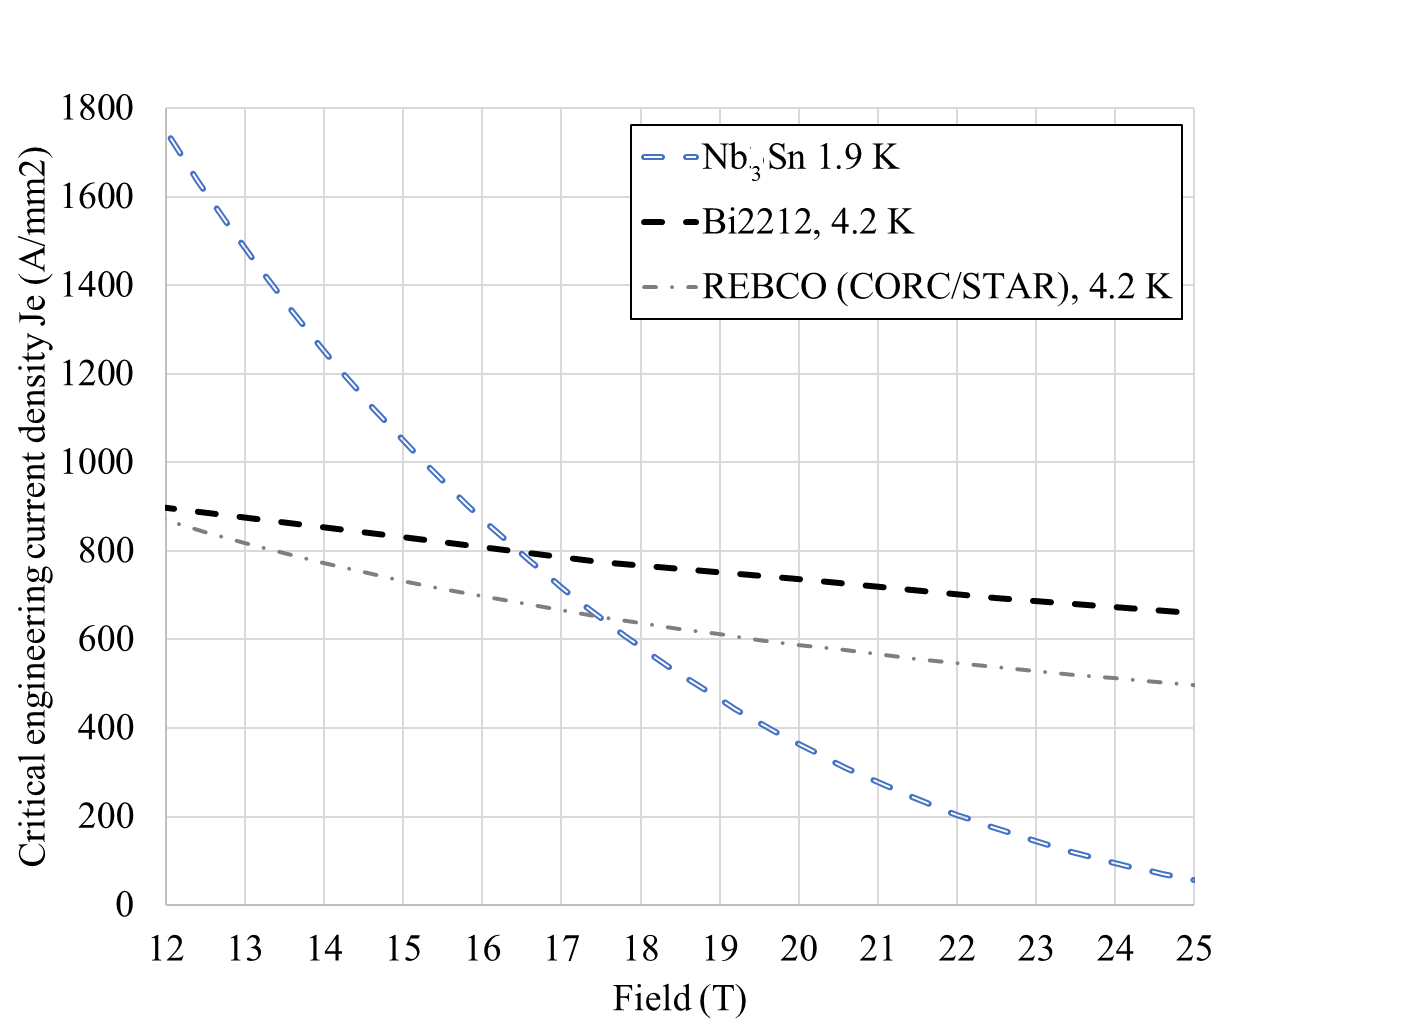 Critical engineering current density Je (A/mm2)
1800
1600
1400
1200
1000
800
600
400
200
0
Nb3Sn 1.9 K
Bi2212, 4.2 K
REBCO (CORC/STAR), 4.2 K
12 13 14 15 16 17 18 19 20 21 22 23 24 25
Field (T)